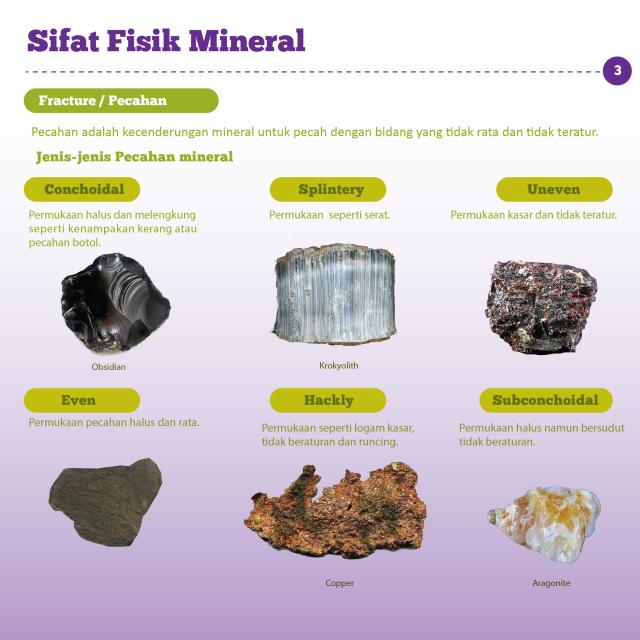 Sifat Fisik Mineral
3
Fracture / Pecahan
Pecahan adalah kecenderungan mineral untuk pecah dengan bidang yang tidak rata dan tidak teratur.
Jenis-jenis Pecahan mineral
Conchoidal
Permukaan halus dan melengkung
seperti kenampakan kerang atau
pecahan botol.
Obsidian
Splintery
Permukaan seperti serat.
Krokyolith
Uneven
Permukaan kasar dan tidak teratur.
Even
Permukaan pecahan halus dan rata.
Hackly
Permukaan seperti logam kasar,
tidak beraturan dan runcing.
Copper
Subconchoidal
Permukaan halus namun bersudut
tidak beraturan.
Aragonite